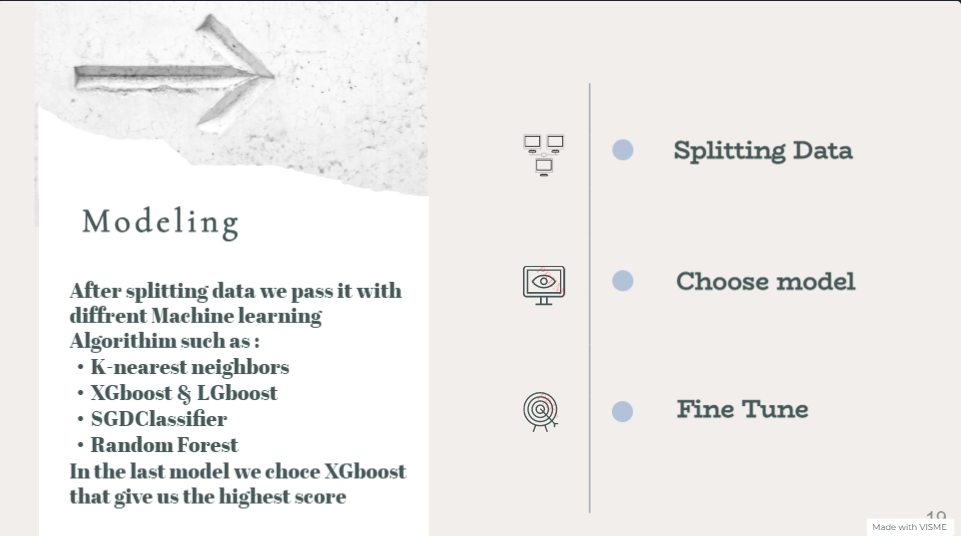 Modeling
After splitting data we pass it with
diffrent Machine learning
Algorithim such as :
• K-nearest neighbors
• XGboost & LGboost
• SGDClassifier
• Random Forest
In the last model we choce XGboost
that give us the highest score
Splitting Data
Choose model
Fine Tune
19
Made with VISME